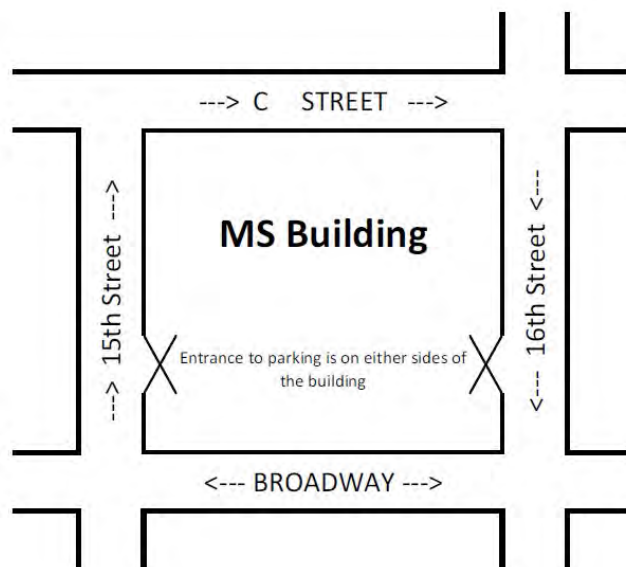 ---> C STREET --->
MS Building
---> 15th Street --->
<--- 16th Street <---
Entrance to parking is on either sides of
the building
<--- BROADWAY --->